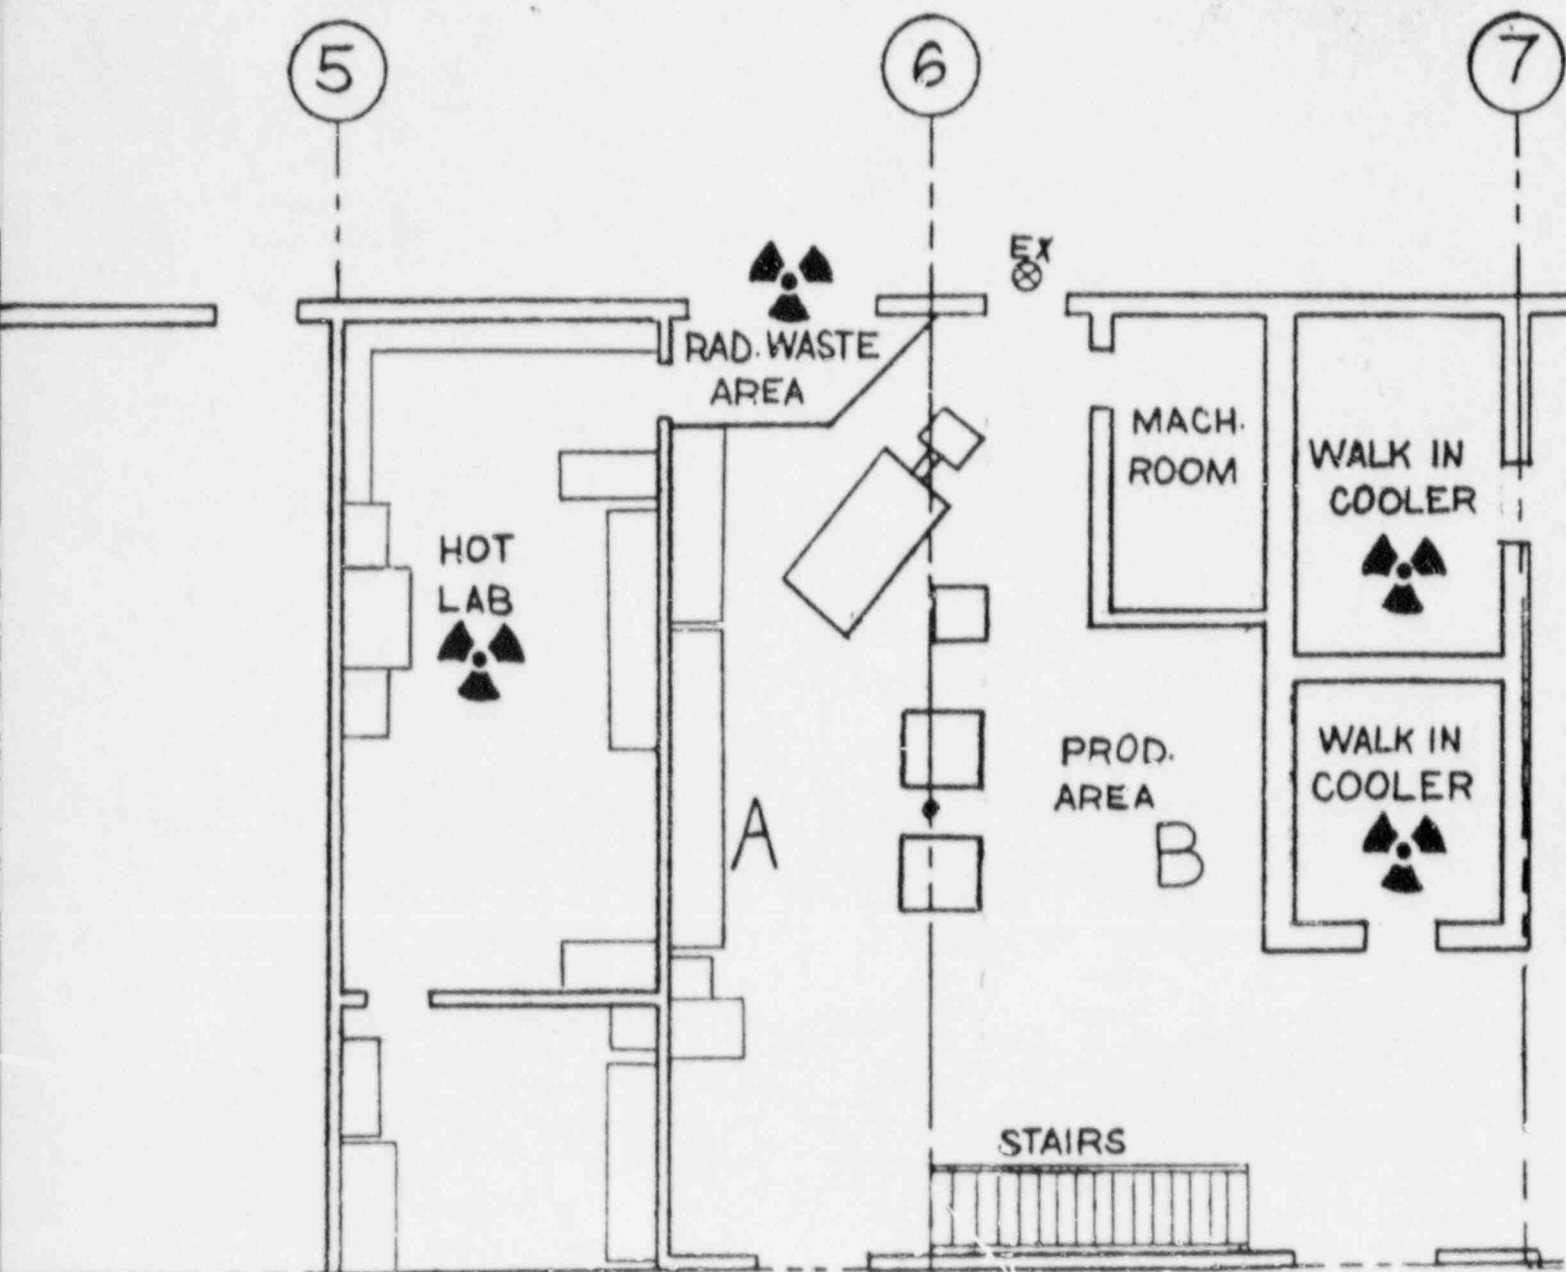 5
6
7
EX
RAD. WASTE
AREA
MACH.
ROOM
WALK IN
COOLER
HOT
LAB
PROD.
AREA
WALK IN
COOLER
A
B
STAIRS